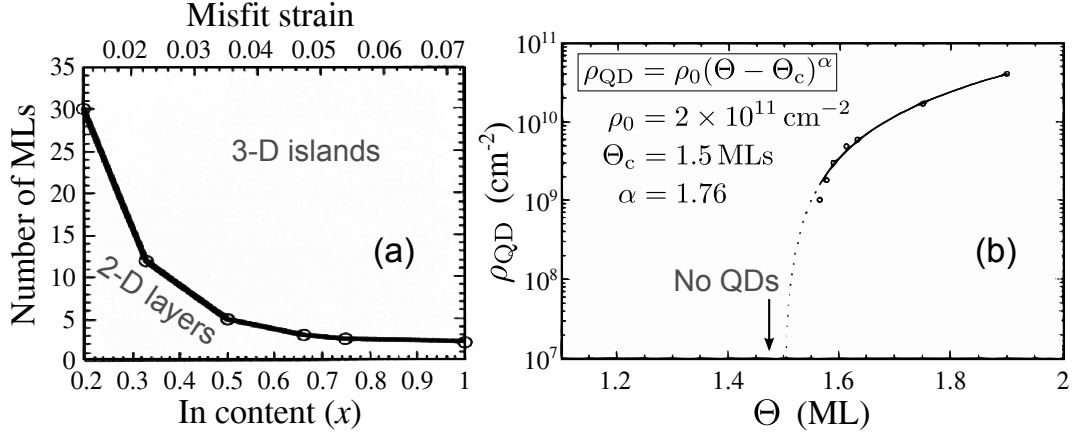 Misfit strain
0.02 0.03 0.04 0.05 0.06 0.07
35
30
25
20
15
10
5
0
Number of MLs
3-D islands
2-D layers
(a)
0.2 0.3 0.4 0.5 0.6 0.7 0.8 0.9 1
In content (x)
10¹¹
10¹⁰
10⁹
10⁸
10⁷
ρQD (cm⁻²)
ρQD = ρ0(Θ − Θc)^α
ρ0 = 2 × 10¹¹ cm−2
Θc = 1.5 MLs
α = 1.76
No QDs
(b)
1.2 1.4 1.6 1.8 2
Θ (ML)